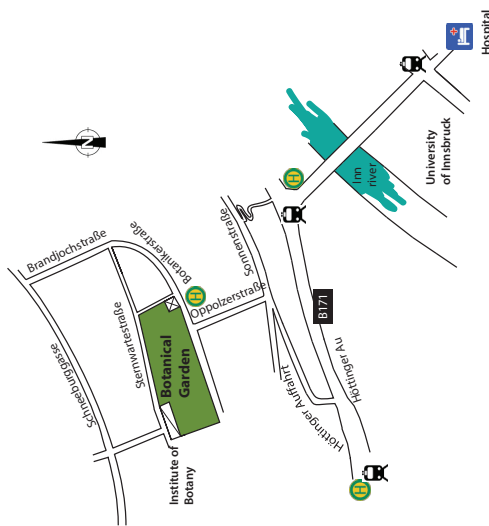 Hospital
N
Brandjochstraße
Botanikerstraße
Schneeburggasse
Sternwartestraße
Botanical
Garden
Institute of
Botany
H
Oppolzerstraße
Sonnenstraße
H
Inn
river
University
of Innsbruck
B171
Höttinger Auffahrt
Höttinger Au
H